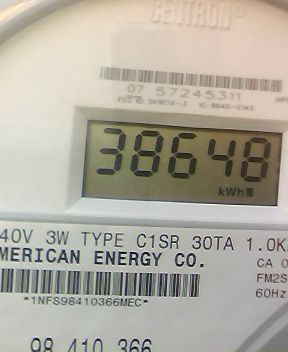 CENTRON®
07 57245311
38648
kWh
40V 3W TYPE C1SR 30TA 1.0K
MERICAN ENERGY CO.
CA 0
FM2S
*1NFS98410366MEC*
60Hz
98 410 366